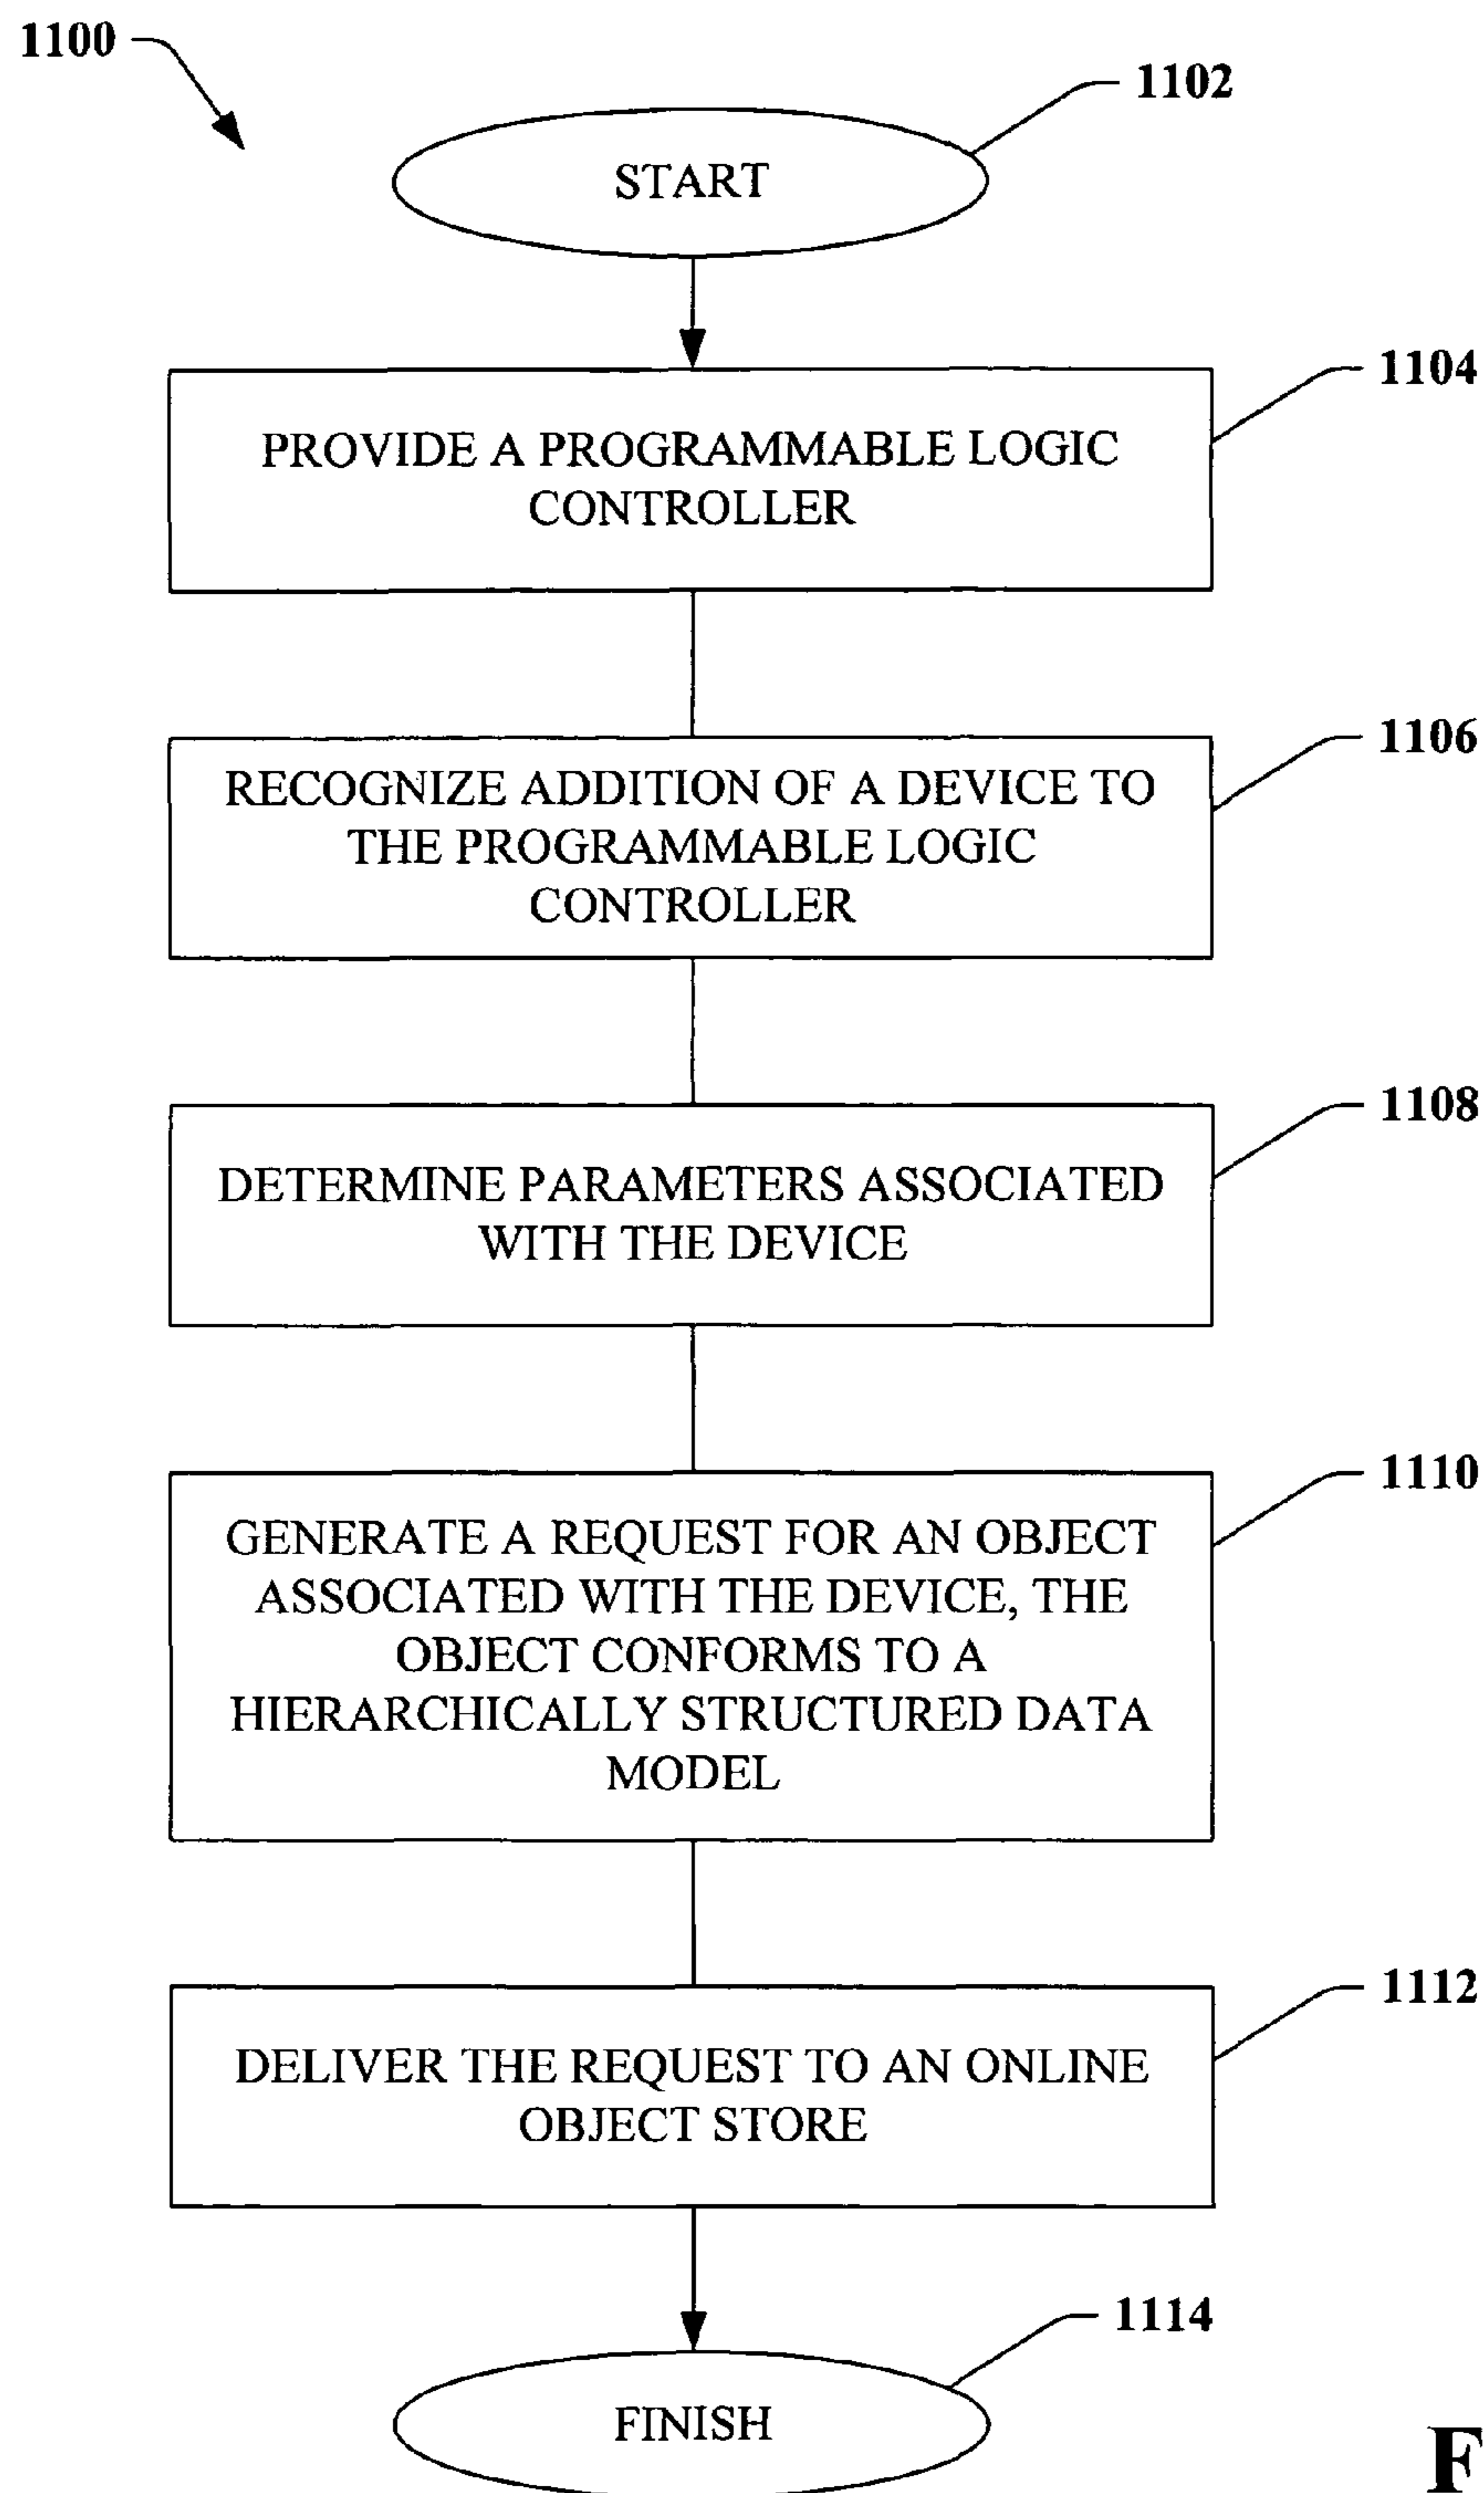 1100
1102
START
1104
PROVIDE A PROGRAMMABLE LOGIC
CONTROLLER
1106
RECOGNIZE ADDITION OF A DEVICE TO
THE PROGRAMMABLE LOGIC
CONTROLLER
1108
DETERMINE PARAMETERS ASSOCIATED
WITH THE DEVICE
1110
GENERATE A REQUEST FOR AN OBJECT
ASSOCIATED WITH THE DEVICE, THE
OBJECT CONFORMS TO A
HIERARCHICALLY STRUCTURED DATA
MODEL
1112
DELIVER THE REQUEST TO AN ONLINE
OBJECT STORE
1114
FINISH
F